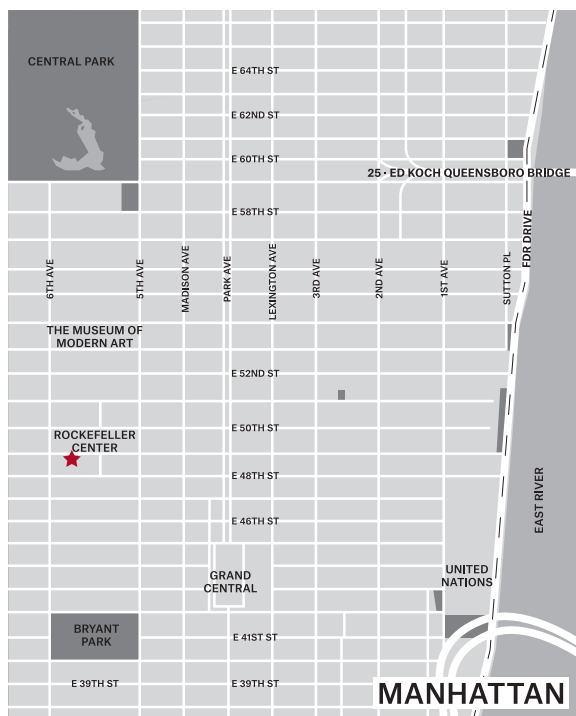 CENTRAL PARK
E 64TH ST
E 62ND ST
E 60TH ST
25 · ED KOCH QUEENSBORO BRIDGE
E 58TH ST
FDR DRIVE
6TH AVE
5TH AVE
MADISON AVE
PARK AVE
LEXINGTON AVE
3RD AVE
2ND AVE
1ST AVE
SUTTON PL
THE MUSEUM OF
MODERN ART
E 52ND ST
E 50TH ST
ROCKEFELLER
CENTER
E 48TH ST
EAST RIVER
E 46TH ST
GRAND
CENTRAL
UNITED
NATIONS
BRYANT
PARK
E 41ST ST
E 39TH ST
E 39TH ST
MANHATTAN